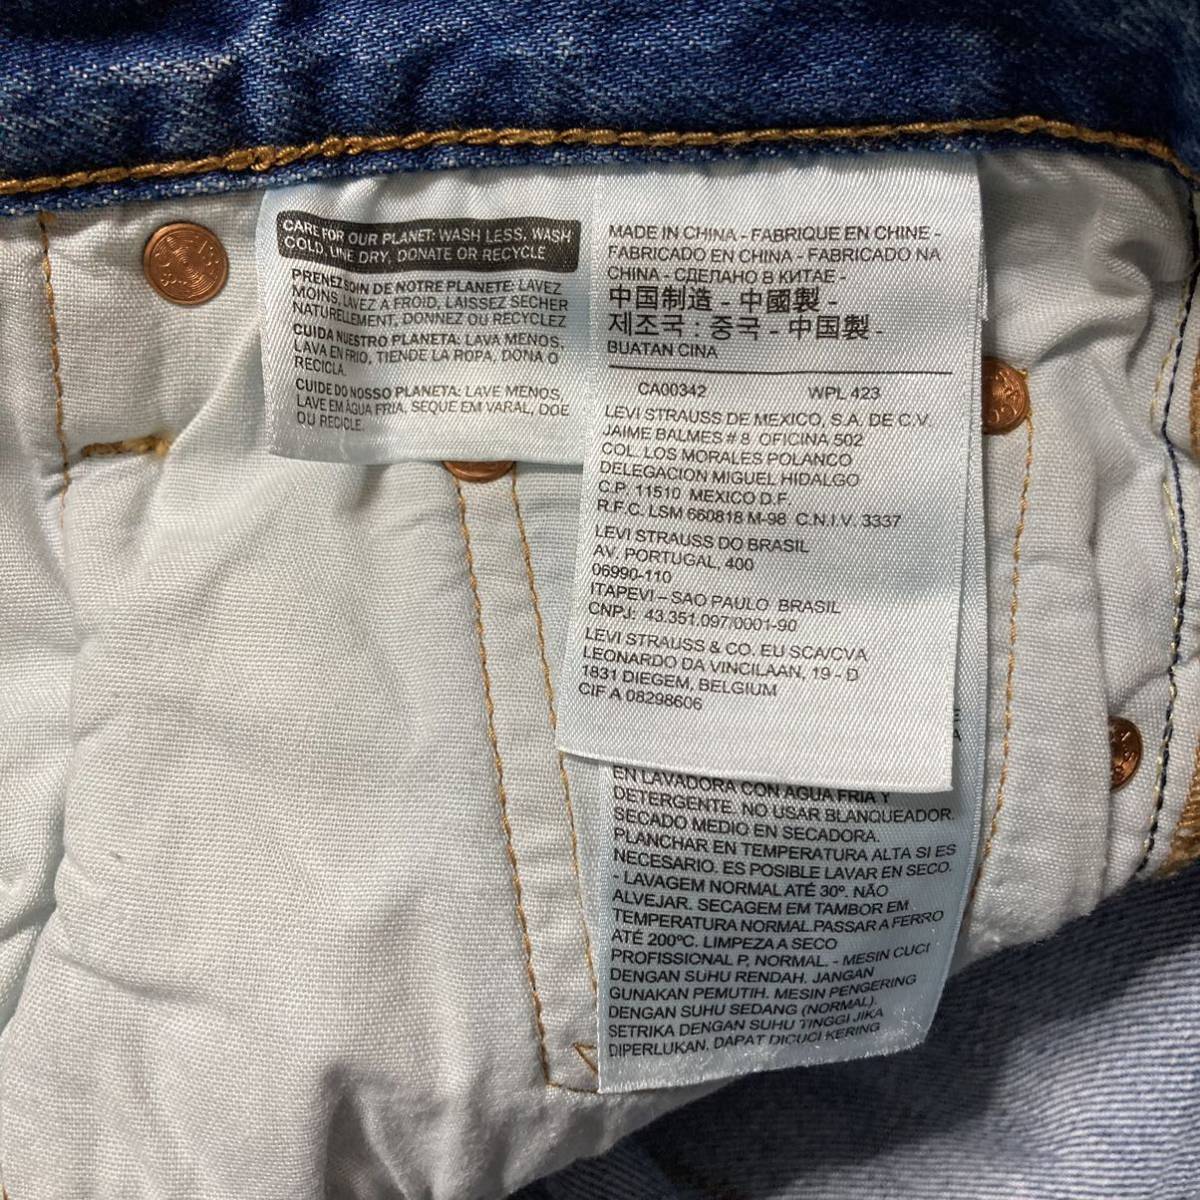 CARE FOR OUR PLANET: WASH LESS, WASH
COLD, LINE DRY, DONATE OR RECYCLE
PRENEZ SOIN DE NOTRE PLANETE: LAVEZ
MOINS, LAVEZ A FROID, LAISSEZ SECHER
NATURELLEMENT, DONNEZ OU RECYCLEZ
CUIDA NUESTRO PLANETA: LAVA MENOS,
LAVA EN FRIO, TIENDE LA ROPA, DONA O
RECICLA.
CUIDE DO NOSSO PLANETA: LAVE MENOS,
LAVE EM ÁGUA FRIA, SEQUE EM VARAL, DOE
OU RECICLE.
MADE IN CHINA - FABRIQUE EN CHINE -
FABRICADO EN CHINA - FABRICADO NA
CHINA - СДЕЛАНО В КИТАЕ -
中国制造 - 中國製 -
제조국 : 중국 - 中国製 -
BUATAN CINA
CA00342 WPL 423
LEVI STRAUSS DE MEXICO, S.A. DE C.V.
JAIME BALMES # 8 OFICINA 502
COL. LOS MORALES POLANCO
DELEGACION MIGUEL HIDALGO
C.P. 11510 MEXICO D.F.
R.F.C. LSM 660818 M-98 C.N.I.V. 3337
LEVI STRAUSS DO BRASIL
AV. PORTUGAL, 400
06990-110
ITAPEVI – SAO PAULO BRASIL
CNPJ: 43.351.097/0001-90
LEVI STRAUSS & CO. EU SCA/CVA
LEONARDO DA VINCILAAN, 19 - D
1831 DIEGEM, BELGIUM
CIF A 08298606
EN LAVADORA CON AGUA FRIA Y
DETERGENTE. NO USAR BLANQUEADOR.
SECADO MEDIO EN SECADORA.
PLANCHAR EN TEMPERATURA ALTA SI ES
NECESARIO. ES POSIBLE LAVAR EN SECO.
- LAVAGEM NORMAL ATÉ 30º. NÃO
ALVEJAR. SECAGEM EM TAMBOR EM
TEMPERATURA NORMAL.PASSAR A FERRO
ATÉ 200ºC. LIMPEZA A SECO
PROFISSIONAL P, NORMAL. - MESIN CUCI
DENGAN SUHU RENDAH. JANGAN
GUNAKAN PEMUTIH. MESIN PENGERING
DENGAN SUHU SEDANG (NORMAL).
SETRIKA DENGAN SUHU TINGGI JIKA
DIPERLUKAN. DAPAT DICUCI KERING